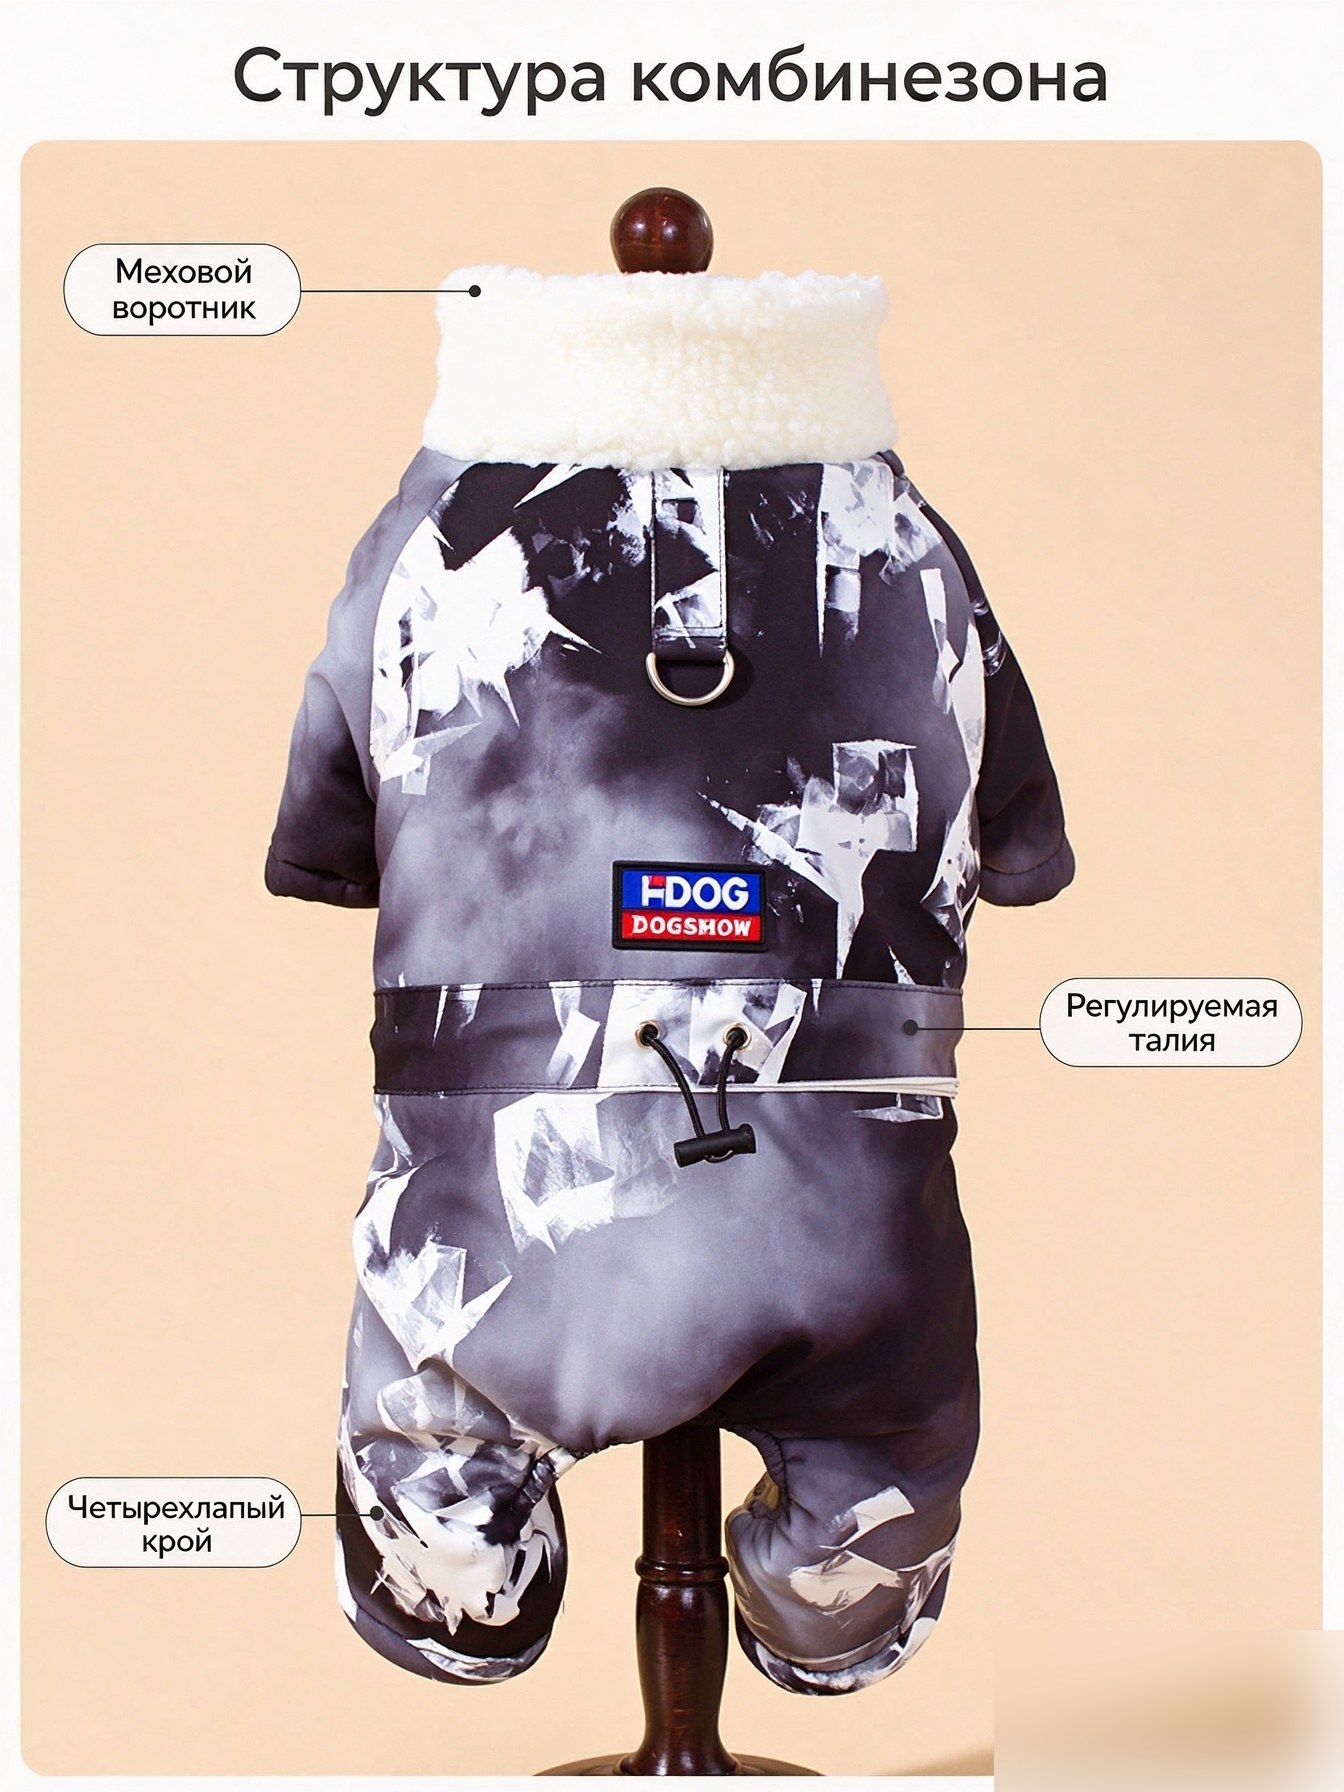 Структура комбинезона
Меховой
воротник
HDOG
DOGSHOW
Регулируемая
талия
Четырехлапый
крой